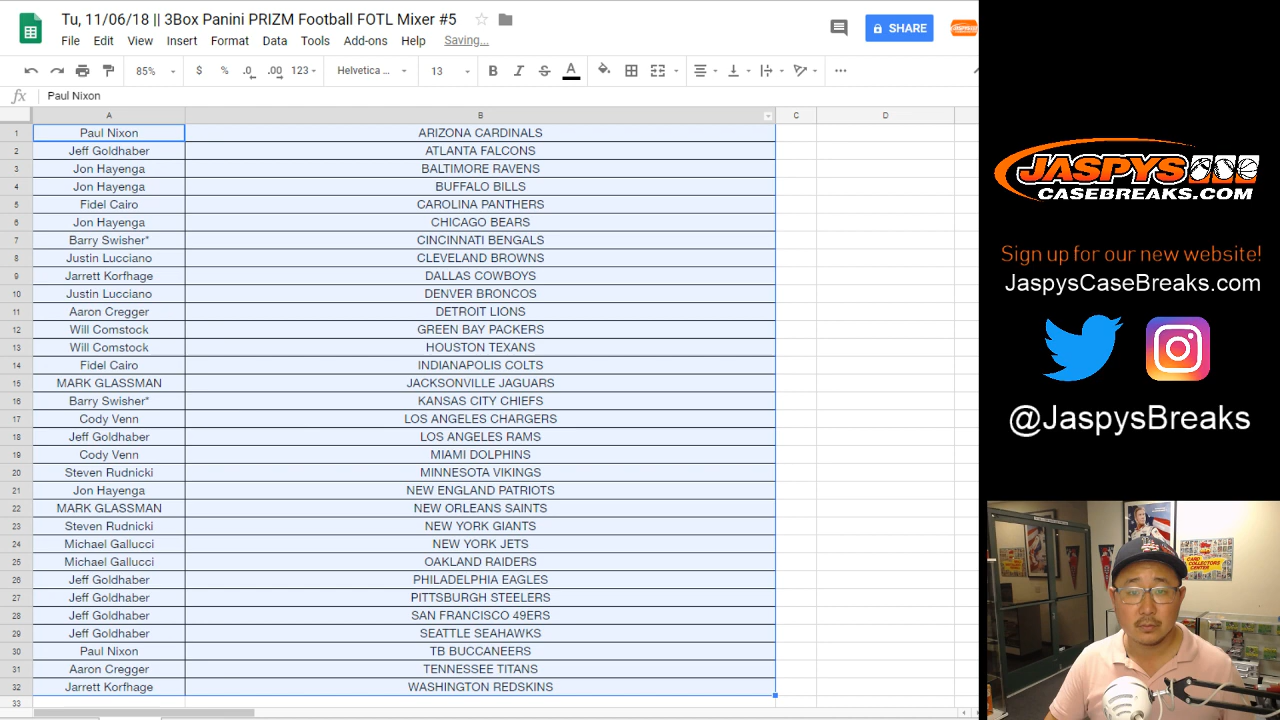 Tu, 11/06/18 || 3Box Panini PRIZM Football FOTL Mixer #5
File Edit View Insert Format Data Tools Add-ons Help Saving...
SHARE
85% $ % .0 .00 123 Helvetica ... 13 B I S A
fx Paul Nixon
A B C D
1 Paul Nixon ARIZONA CARDINALS
2 Jeff Goldhaber ATLANTA FALCONS
3 Jon Hayenga BALTIMORE RAVENS
4 Jon Hayenga BUFFALO BILLS
5 Fidel Cairo CAROLINA PANTHERS
6 Jon Hayenga CHICAGO BEARS
7 Barry Swisher* CINCINNATI BENGALS
8 Justin Lucciano CLEVELAND BROWNS
9 Jarrett Korfhage DALLAS COWBOYS
10 Justin Lucciano DENVER BRONCOS
11 Aaron Cregger DETROIT LIONS
12 Will Comstock GREEN BAY PACKERS
13 Will Comstock HOUSTON TEXANS
14 Fidel Cairo INDIANAPOLIS COLTS
15 MARK GLASSMAN JACKSONVILLE JAGUARS
16 Barry Swisher* KANSAS CITY CHIEFS
17 Cody Venn LOS ANGELES CHARGERS
18 Jeff Goldhaber LOS ANGELES RAMS
19 Cody Venn MIAMI DOLPHINS
20 Steven Rudnicki MINNESOTA VIKINGS
21 Jon Hayenga NEW ENGLAND PATRIOTS
22 MARK GLASSMAN NEW ORLEANS SAINTS
23 Steven Rudnicki NEW YORK GIANTS
24 Michael Gallucci NEW YORK JETS
25 Michael Gallucci OAKLAND RAIDERS
26 Jeff Goldhaber PHILADELPHIA EAGLES
27 Jeff Goldhaber PITTSBURGH STEELERS
28 Jeff Goldhaber SAN FRANCISCO 49ERS
29 Jeff Goldhaber SEATTLE SEAHAWKS
30 Paul Nixon TB BUCCANEERS
31 Aaron Cregger TENNESSEE TITANS
32 Jarrett Korfhage WASHINGTON REDSKINS
33
JASPYS
CASEBREAKS.COM
Sign up for our new website!
JaspysCaseBreaks.com
@JaspysBreaks
CARD
COLLECTORS
CENTER